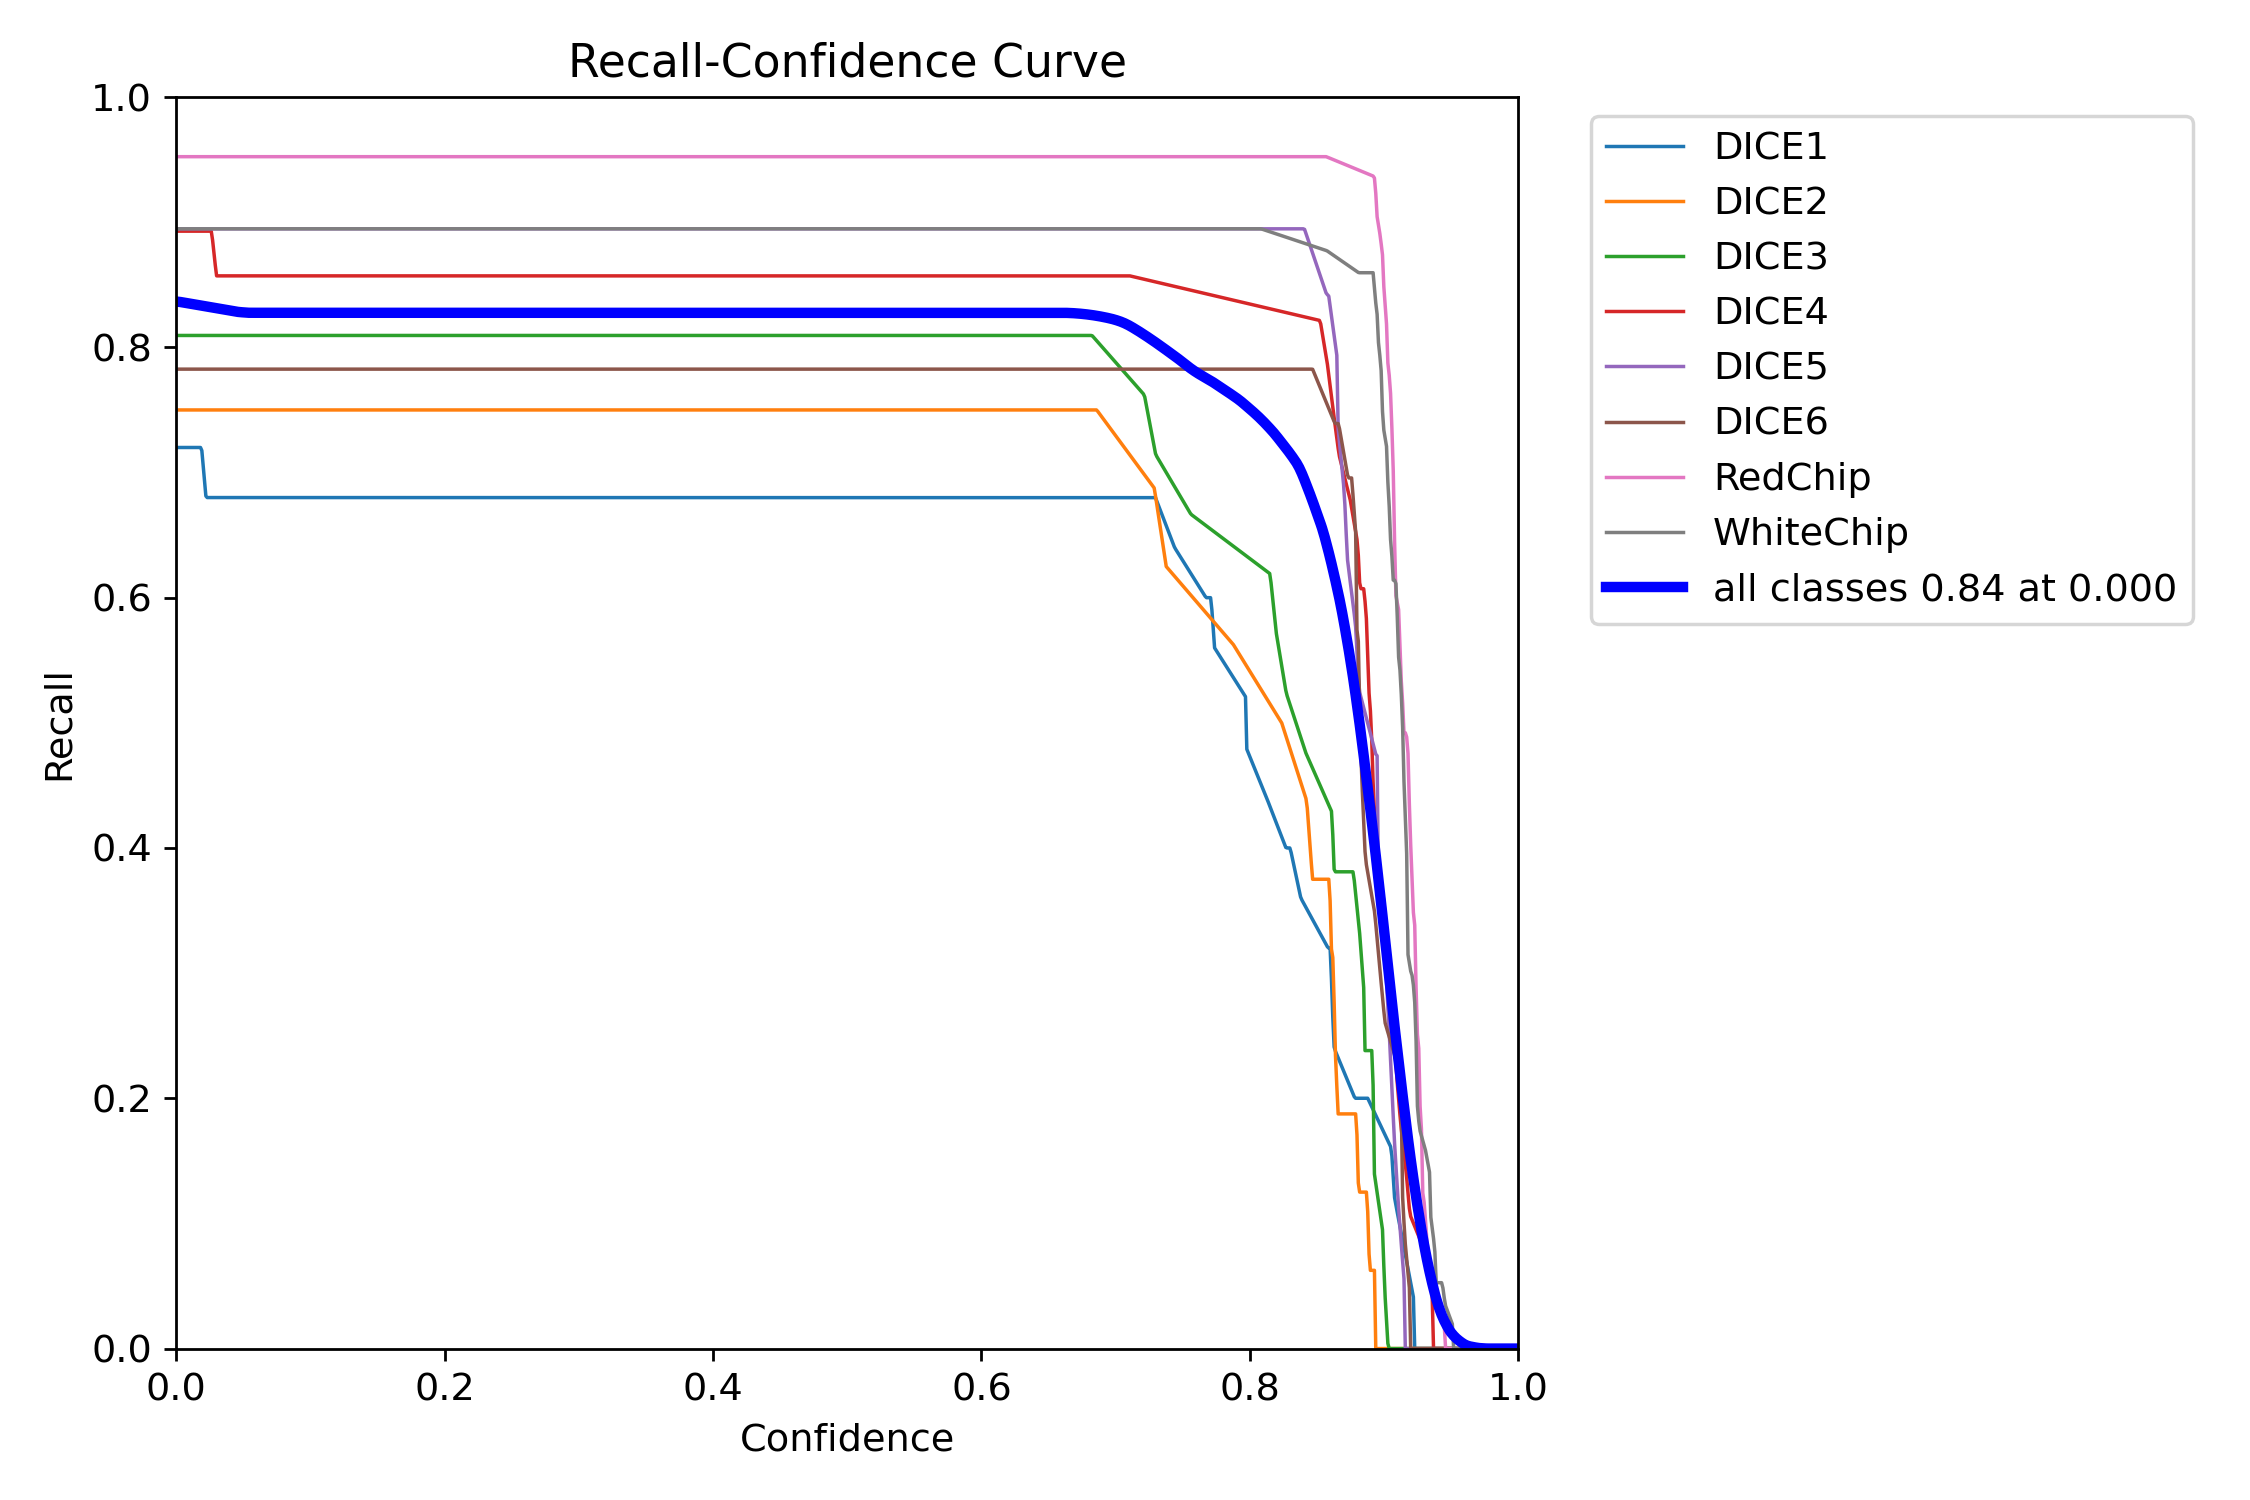 Recall-Confidence Curve
1.0
0.8
0.6
0.4
0.2
0.0
Recall
0.0 0.2 0.4 0.6 0.8 1.0
Confidence
DICE1
DICE2
DICE3
DICE4
DICE5
DICE6
RedChip
WhiteChip
all classes 0.84 at 0.000